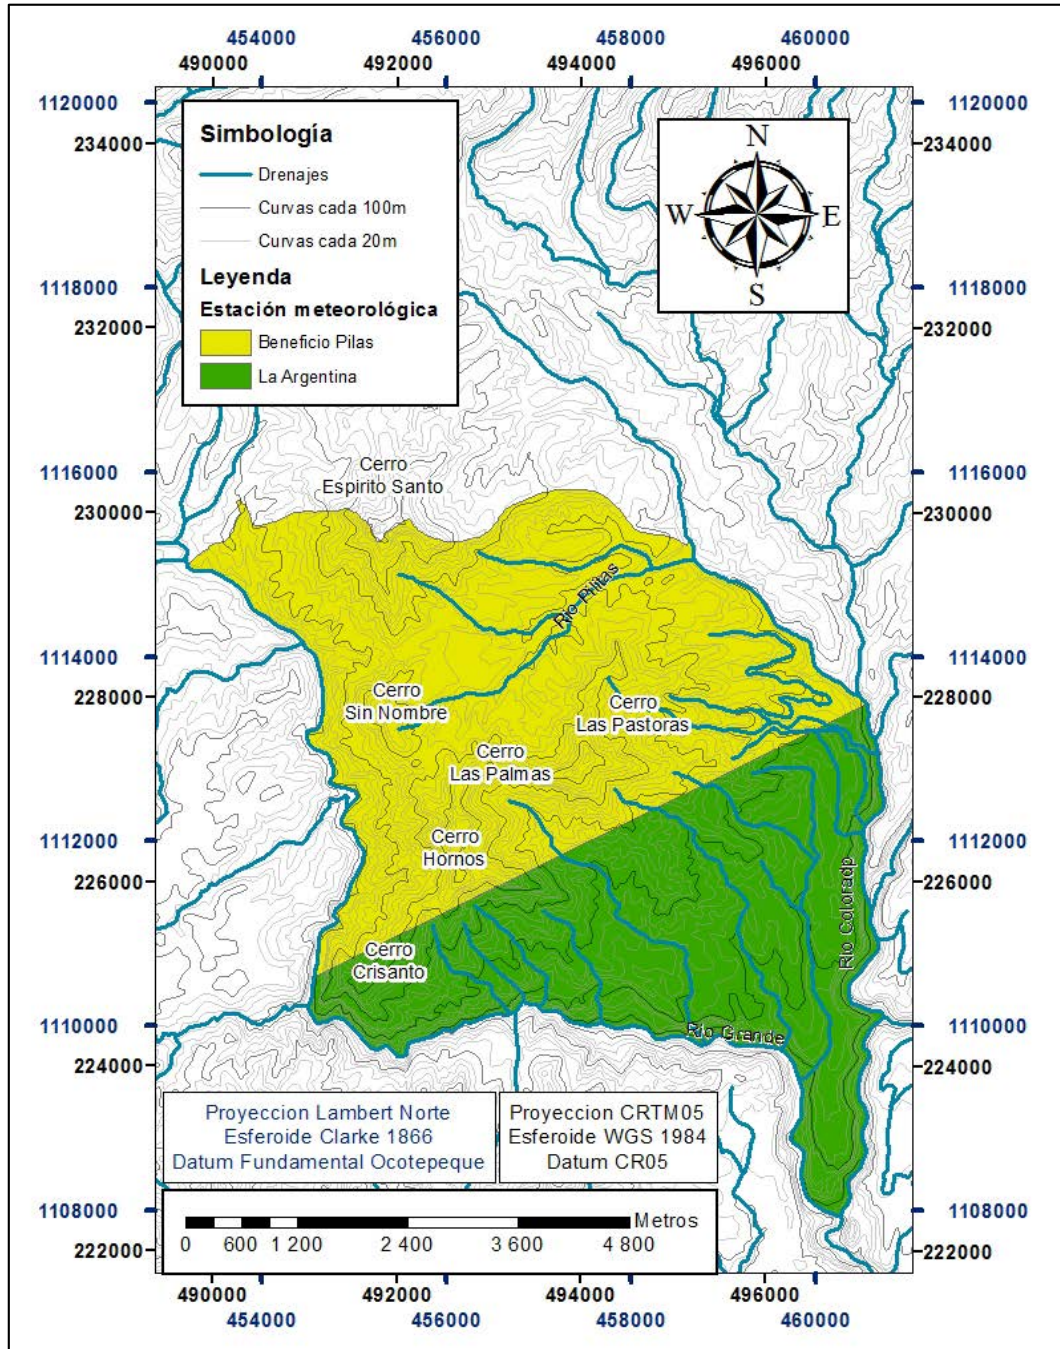 454000 456000 458000 460000
490000 492000 494000 496000
1120000 1120000
234000 234000
Simbología
Drenajes
Curvas cada 100m
Curvas cada 20m
Leyenda
Estación meteorológica
Beneficio Pilas
La Argentina
N
W E
S
1118000 1118000
232000 232000
1116000 1116000
Cerro
Espirito Santo
230000 230000
Rio Pilitas
1114000 1114000
228000 228000
Cerro
Sin Nombre
Cerro
Las Pastoras
Cerro
Las Palmas
1112000 1112000
Cerro
Hornos
226000 226000
Rio Coloradp
Cerro
Crisanto
1110000 1110000
Rio Grande
224000 224000
Proyeccion Lambert Norte
Esferoide Clarke 1866
Datum Fundamental Ocotepeque
Proyeccion CRTM05
Esferoide WGS 1984
Datum CR05
1108000 1108000
Metros
0 600 1 200 2 400 3 600 4 800
222000 222000
490000 492000 494000 496000
454000 456000 458000 460000